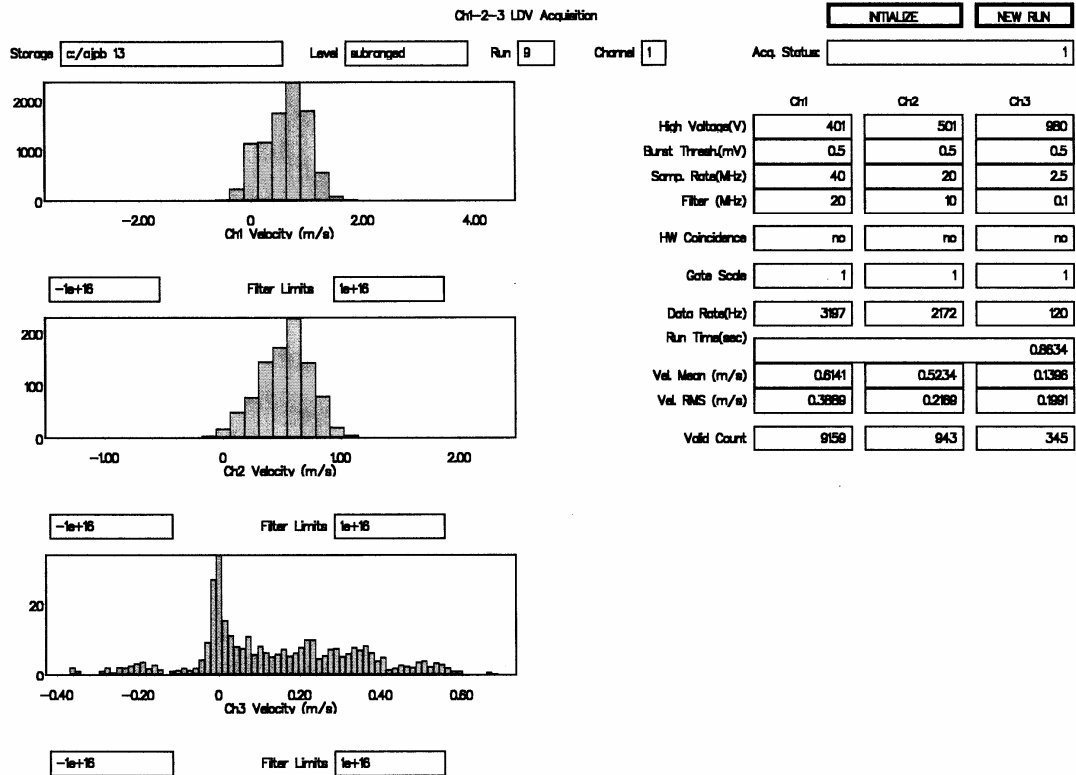 Ch1-2-3 LDV Acquisition
INITIALIZE NEW RUN
Storage c:/ajpb 13 Level subranged Run 9 Channel 1 Acq. Status: 1
2000
1000
0
-2.00 0 2.00 4.00
Ch1 Velocity (m/s)
-1e+16 Filter Limits 1e+16
200
100
0
-1.00 0 1.00 2.00
Ch2 Velocity (m/s)
-1e+16 Filter Limits 1e+16
20
0
-0.40 -0.20 0 0.20 0.40 0.60
Ch3 Velocity (m/s)
-1e+16 Filter Limits 1e+16
Ch1 Ch2 Ch3
High Voltage(V) 401 501 980
Burst Thresh.(mV) 0.5 0.5 0.5
Samp. Rate(MHz) 40 20 2.5
Filter (MHz) 20 10 0.1
HW Coincidence no no no
Gate Scale 1 1 1
Data Rate(Hz) 3197 2172 120
Run Time(sec) 0.8634
Vel. Mean (m/s) 0.6141 0.5234 0.1396
Vel. RMS (m/s) 0.3889 0.2169 0.1991
Valid Count 9159 943 345